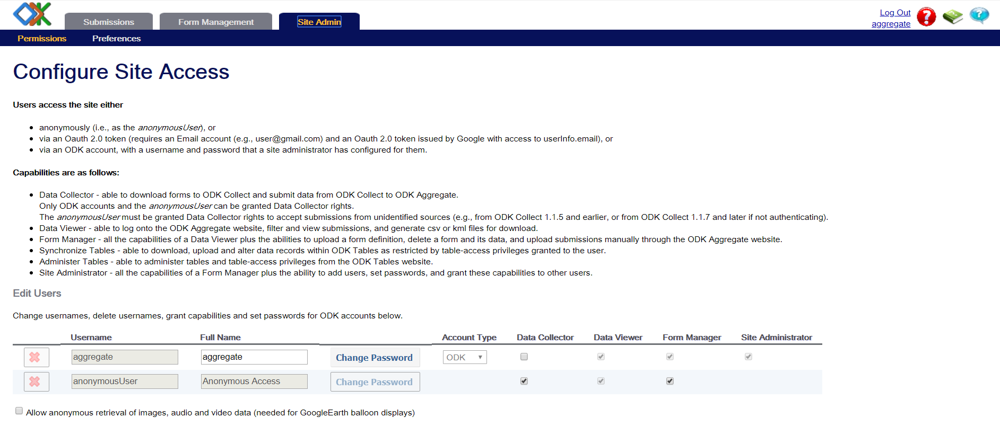 ODK
Submissions
Form Management
Site Admin
Log Out
aggregate
Permissions
Preferences
Configure Site Access
Users access the site either
anonymously (i.e., as the anonymousUser), or
via an Oauth 2.0 token (requires an Email account (e.g., user@gmail.com) and an Oauth 2.0 token issued by Google with access to userInfo.email), or
via an ODK account, with a username and password that a site administrator has configured for them.
Capabilities are as follows:
Data Collector - able to download forms to ODK Collect and submit data from ODK Collect to ODK Aggregate.
Only ODK accounts and the anonymousUser can be granted Data Collector rights.
The anonymousUser must be granted Data Collector rights to accept submissions from unidentified sources (e.g., from ODK Collect 1.1.5 and earlier, or from ODK Collect 1.1.7 and later if not authenticating).
Data Viewer - able to log onto the ODK Aggregate website, filter and view submissions, and generate csv or kml files for download.
Form Manager - all the capabilities of a Data Viewer plus the abilities to upload a form definition, delete a form and its data, and upload submissions manually through the ODK Aggregate website.
Synchronize Tables - able to download, upload and alter data records within ODK Tables as restricted by table-access privileges granted to the user.
Administer Tables - able to administer tables and table-access privileges from the ODK Tables website.
Site Administrator - all the capabilities of a Form Manager plus the ability to add users, set passwords, and grant these capabilities to other users.
Edit Users
Change usernames, delete usernames, grant capabilities and set passwords for ODK accounts below.
Username Full Name Account Type Data Collector Data Viewer Form Manager Site Administrator
aggregate aggregate Change Password ODK
anonymousUser Anonymous Access Change Password
Allow anonymous retrieval of images, audio and video data (needed for GoogleEarth balloon displays)